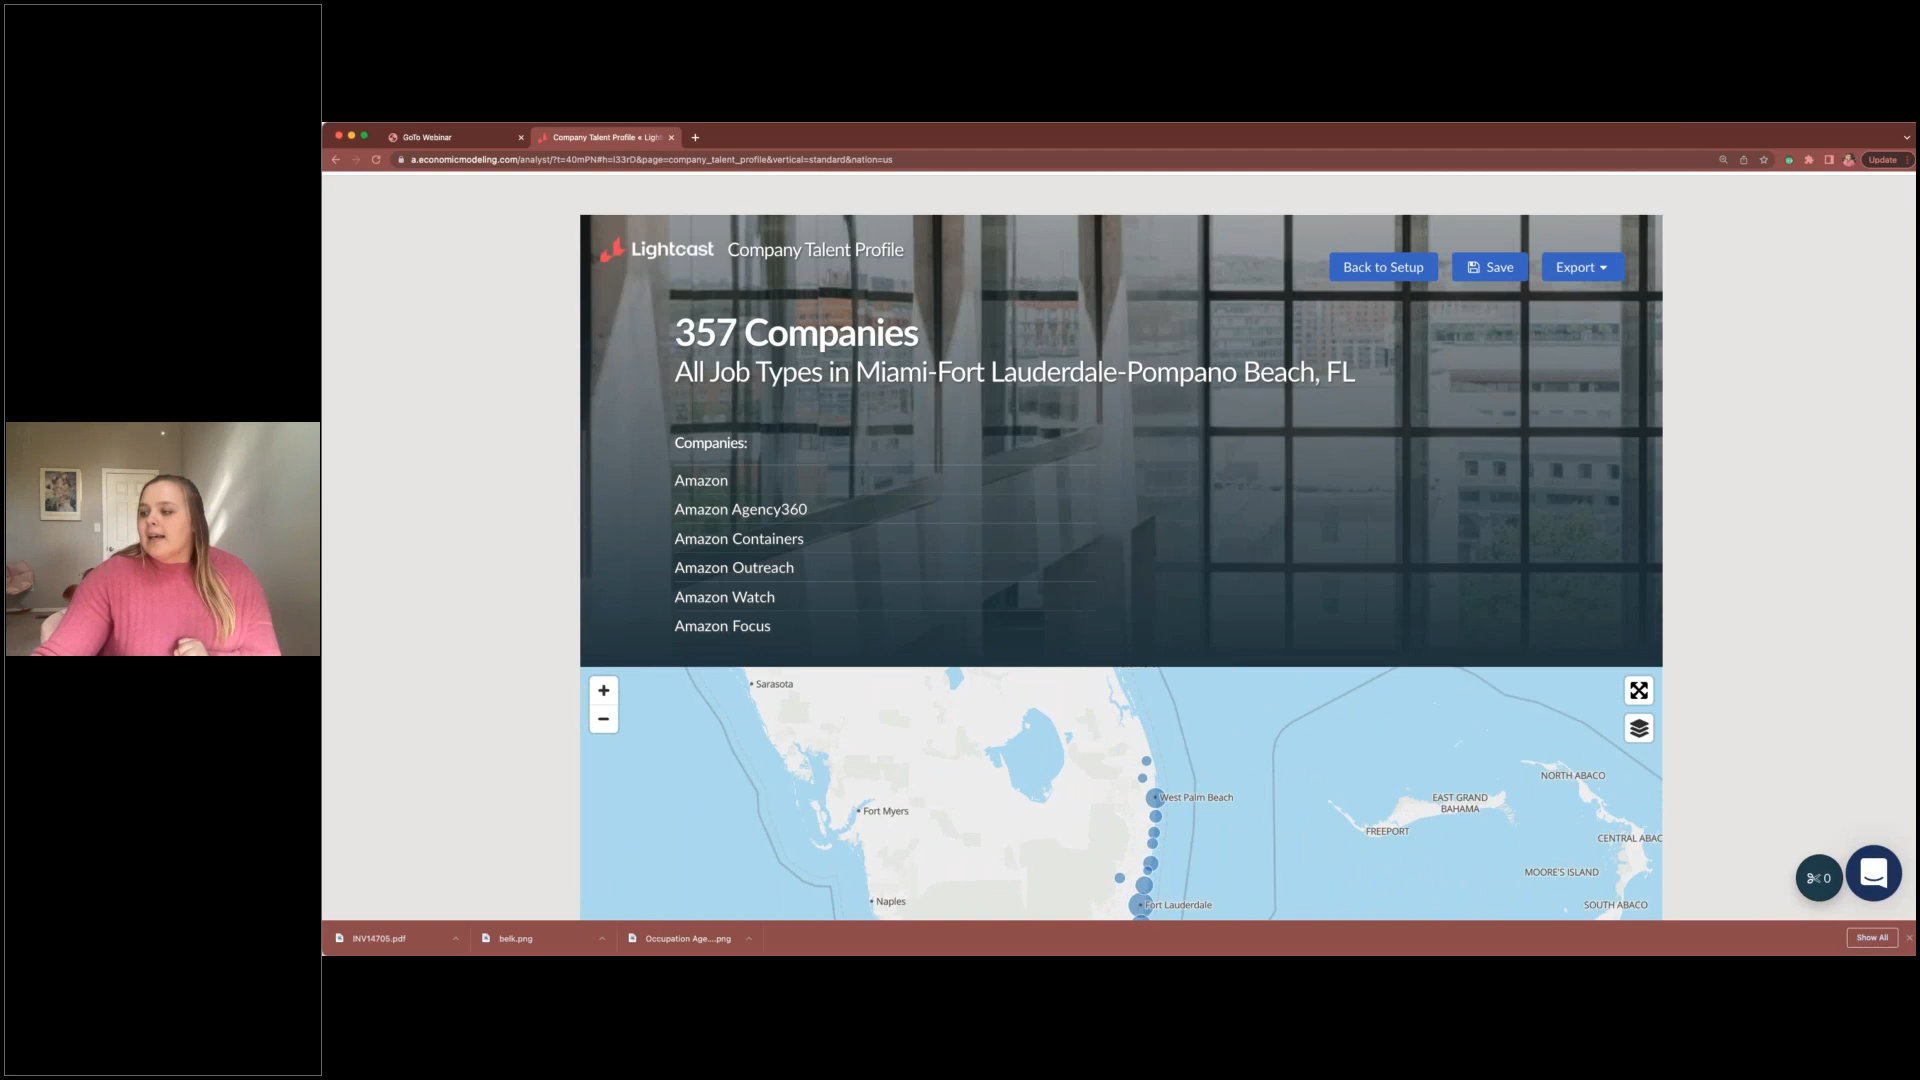 GoTo Webinar
Company Talent Profile « Ligh
a.economicmodeling.com/analyst/?t=40mPN#h=I33rD&page=company_talent_profile&vertical=standard&nation=us
Update
Lightcast Company Talent Profile
Back to Setup
Save
Export
357 Companies
All Job Types in Miami-Fort Lauderdale-Pompano Beach, FL
Companies:
Amazon
Amazon Agency360
Amazon Containers
Amazon Outreach
Amazon Watch
Amazon Focus
Sarasota
NORTH ABACO
West Palm Beach
EAST GRAND
BAHAMA
Fort Myers
FREEPORT
CENTRAL ABAC
MOORE'S ISLAND
Naples
Fort Lauderdale
SOUTH ABACO
0
INV14705.pdf
belk.png
Occupation Age....png
Show All